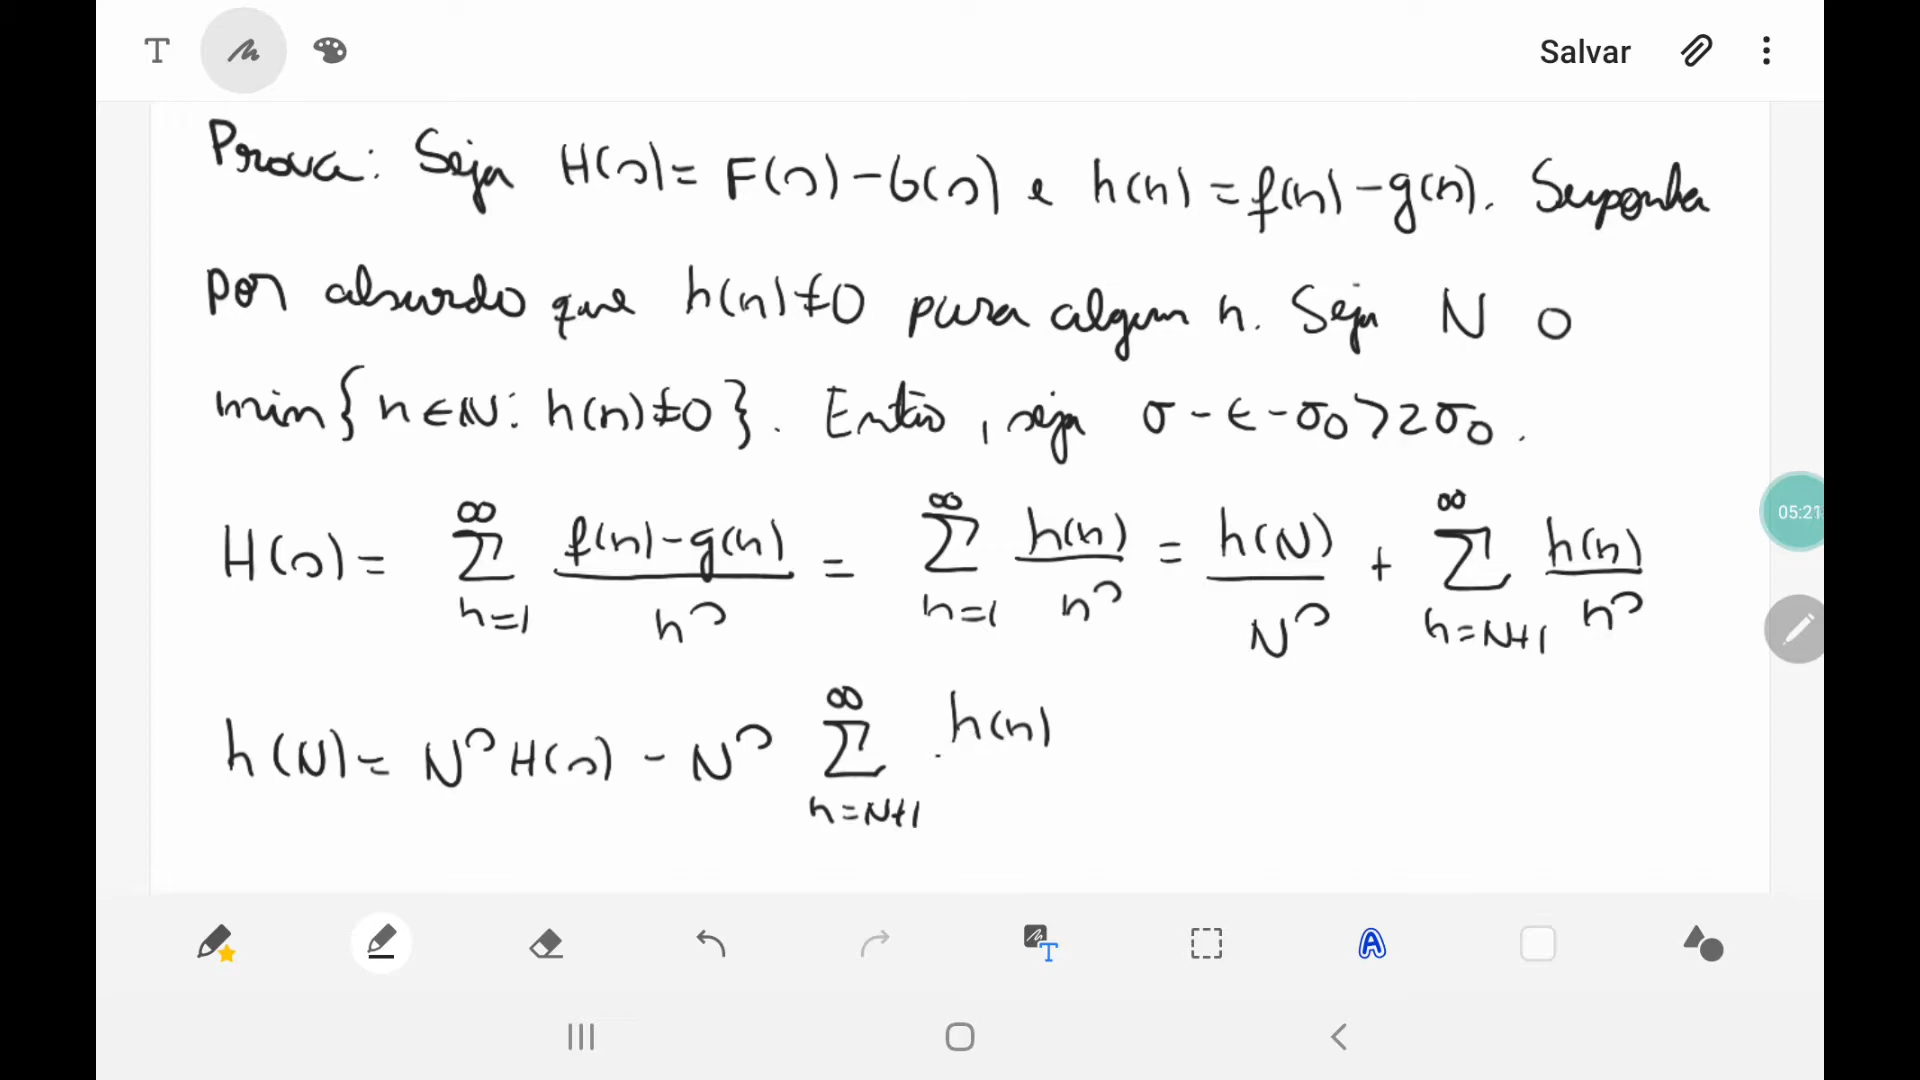 Salvar
Prova: Seja H(s) = F(s) - G(s) e h(n) = f(n) - g(n). Suponha
por absurdo que h(n) ≠ 0 para algum n. Seja N o
min{n ∈ ℕ: h(n) ≠ 0}. Então, seja σ - ϵ - σ₀ > 2σ₀.
H(s) = ∑_{n=1}^{∞} (f(n) - g(n))/n^s = ∑_{n=1}^{∞} h(n)/n^s = h(N)/N^s + ∑_{n=N+1}^{∞} h(n)/n^s
h(N) = N^s H(s) - N^s ∑_{n=N+1}^{∞} h(n)
05:21